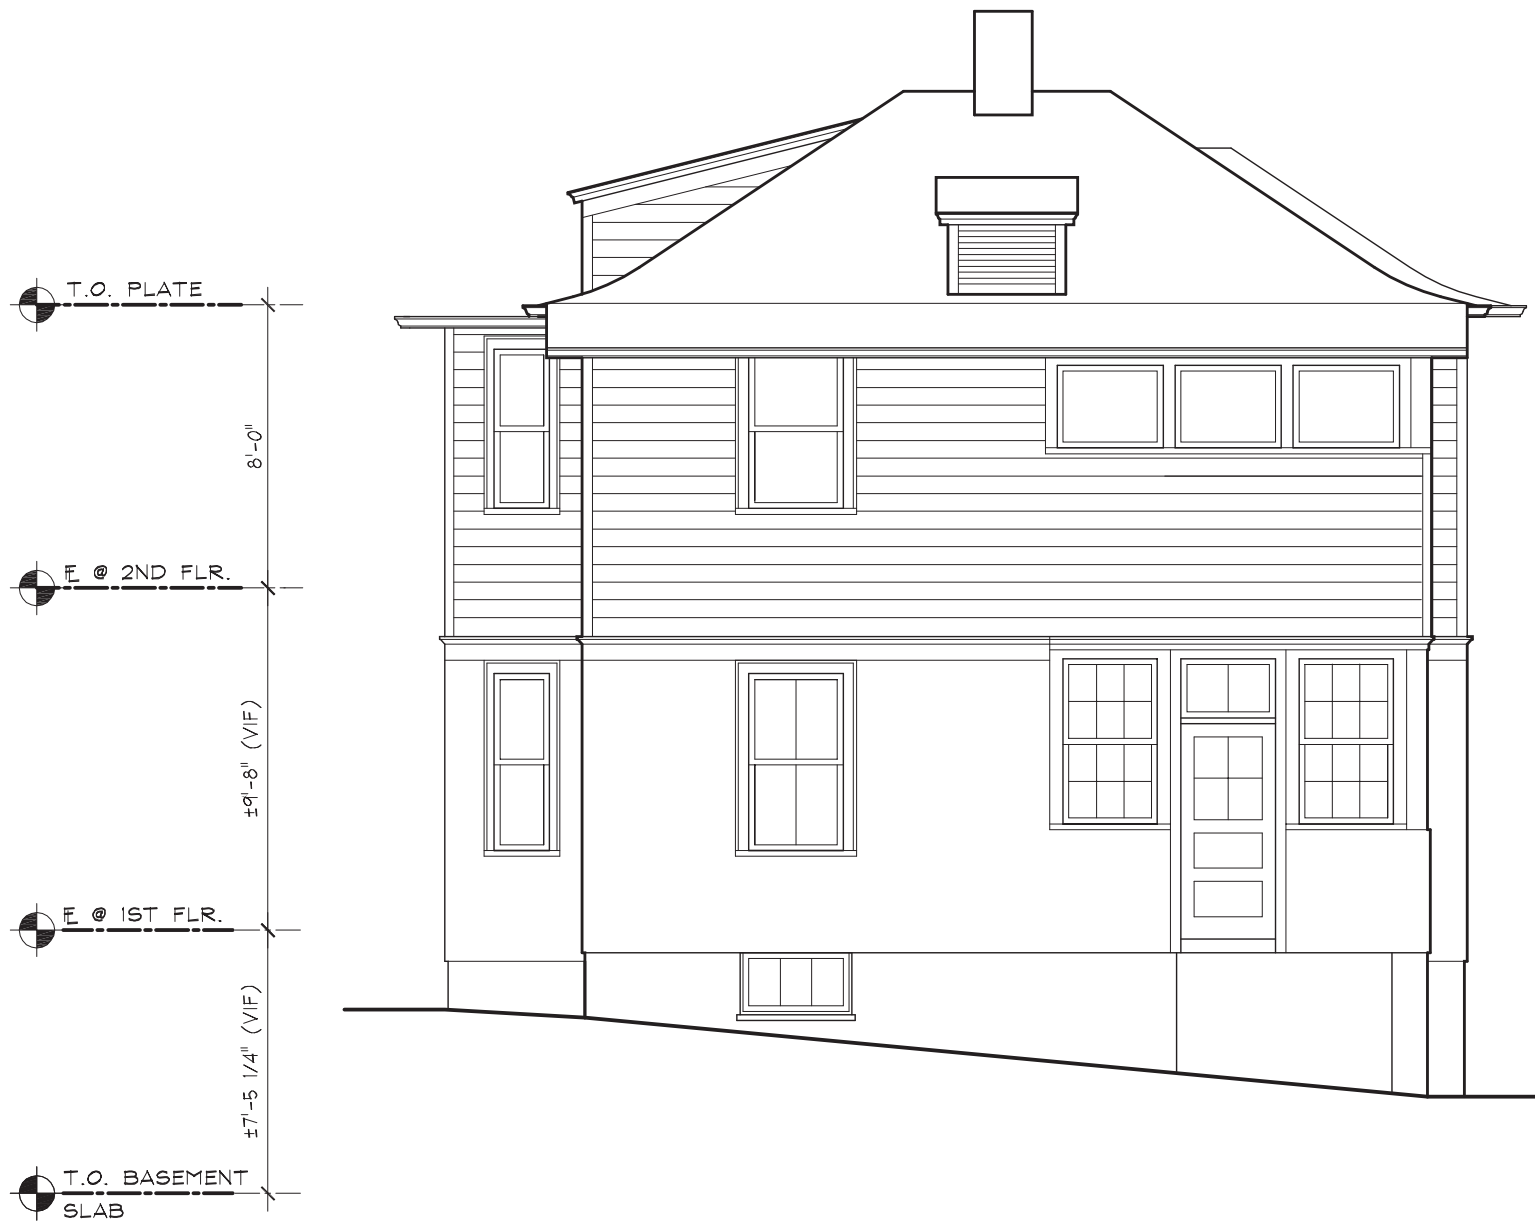 T.O. PLATE
8'-0"
E @ 2ND FLR.
±9'-8" (VIF)
E @ 1ST FLR.
±7'-5 1/4" (VIF)
T.O. BASEMENT
SLAB